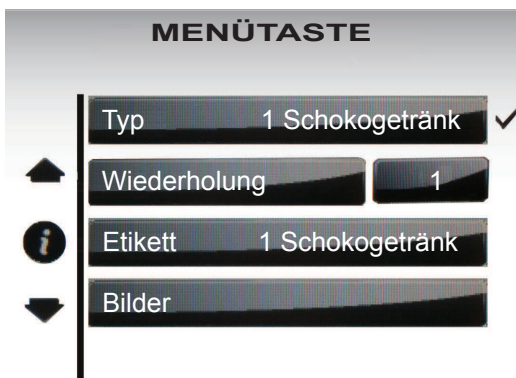 MENÜTASTE
Typ 1 Schokogetränk
Wiederholung 1
i Etikett 1 Schokogetränk
Bilder